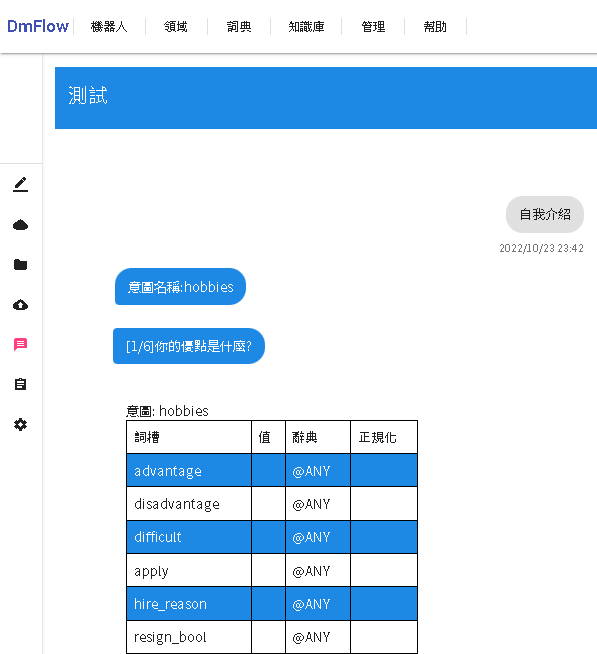 DmFlow 機器人 領域 詞典 知識庫 管理 幫助
測試
自我介紹
2022/10/23 23:42
意圖名稱:hobbies
[1/6]你的優點是什麼?
意圖: hobbies
詞槽 值 辭典 正規化
advantage @ANY
disadvantage @ANY
difficult @ANY
apply @ANY
hire_reason @ANY
resign_bool @ANY